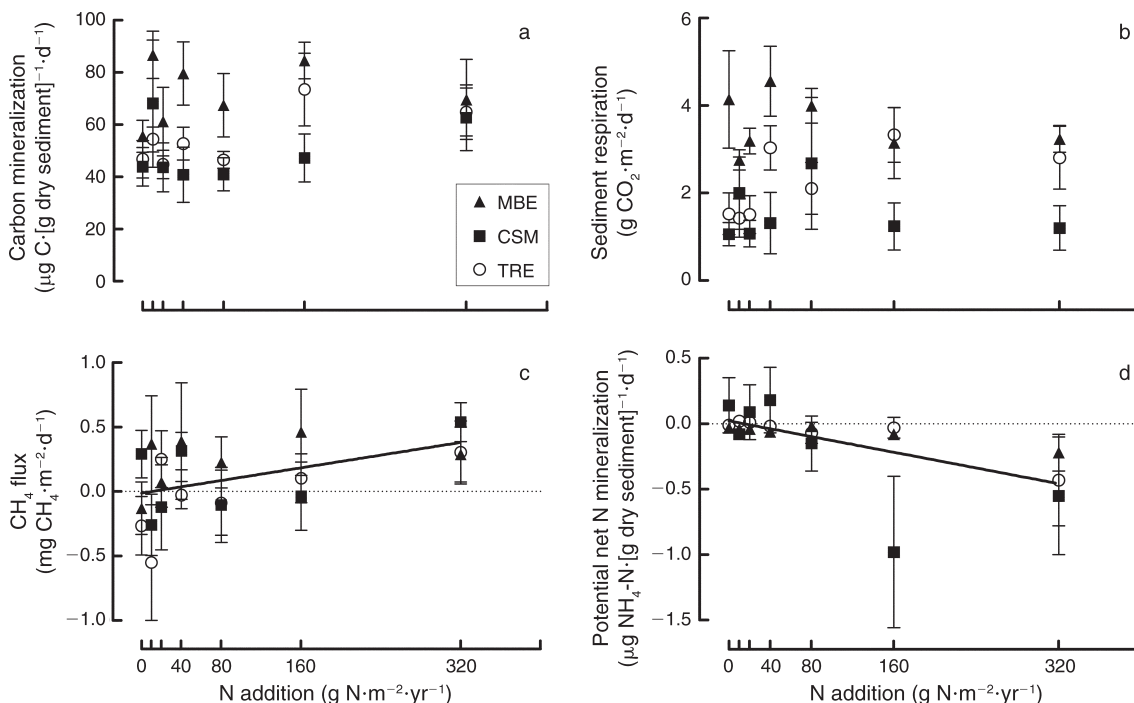 a
Carbon mineralization
(μg C·[g dry sediment]⁻¹·d⁻¹)
100
80
60
40
20
0
MBE
CSM
TRE
b
Sediment respiration
(g CO₂·m⁻²·d⁻¹)
6
4
2
0
c
CH₄ flux
(mg CH₄·m⁻²·d⁻¹)
1.0
0.5
0.0
−0.5
−1.0
0 40 80 160 320
N addition (g N·m⁻²·yr⁻¹)
d
Potential net N mineralization
(μg NH₄-N·[g dry sediment]⁻¹·d⁻¹)
0.5
0.0
−0.5
−1.0
−1.5
0 40 80 160 320
N addition (g N·m⁻²·yr⁻¹)